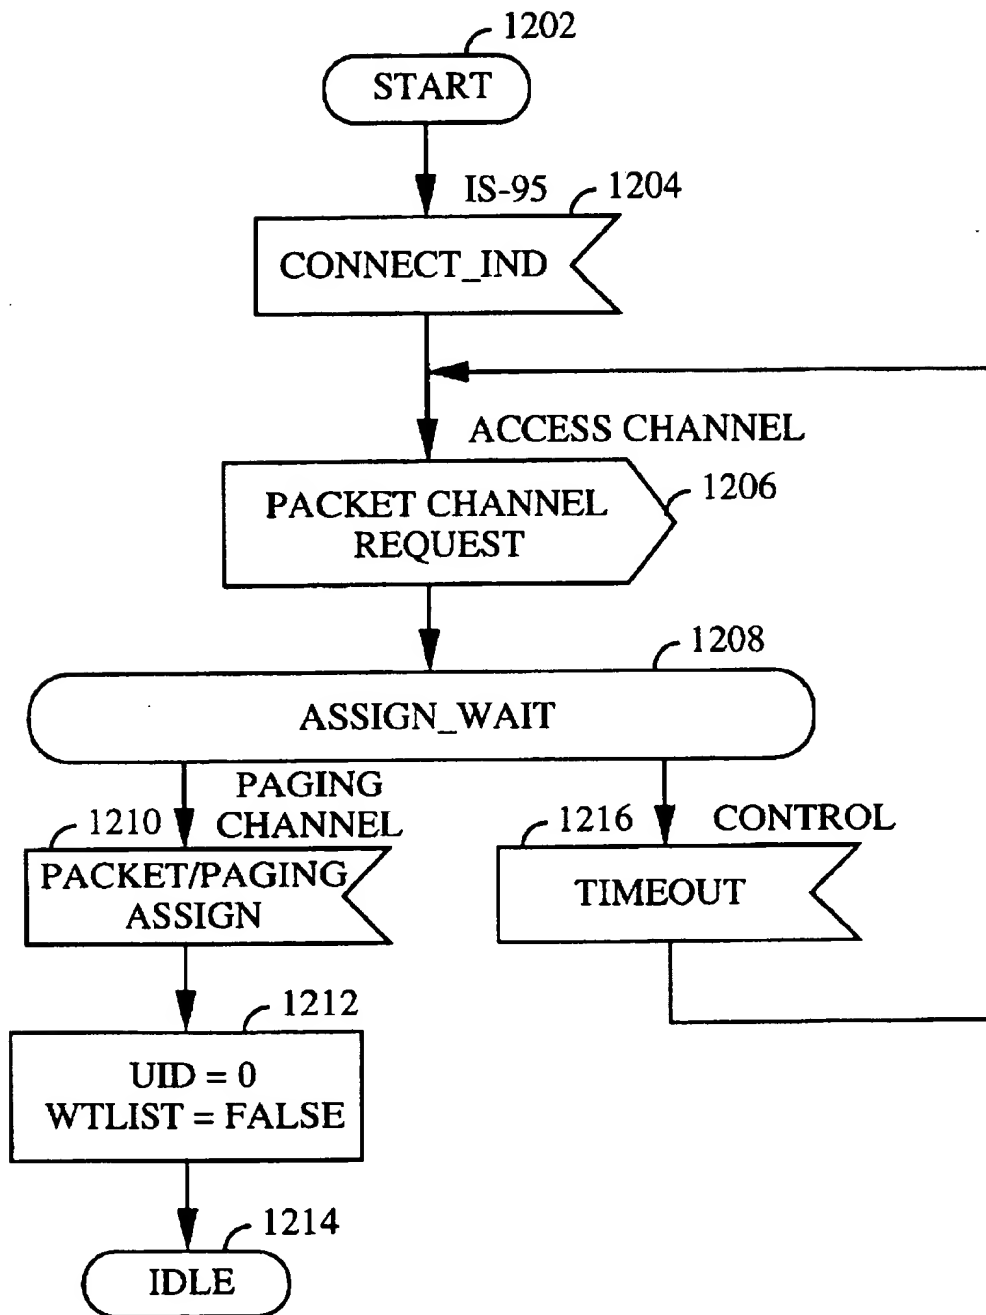 1202
START
IS-95
1204
CONNECT_IND
ACCESS CHANNEL
PACKET CHANNEL
REQUEST
1206
1208
ASSIGN_WAIT
PAGING
CHANNEL
1210
PACKET/PAGING
ASSIGN
1216
CONTROL
TIMEOUT
1212
UID = 0
WTLIST = FALSE
1214
IDLE